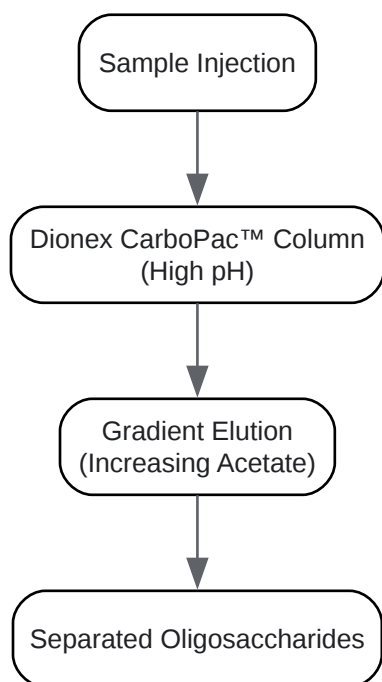 Sample Injection
Dionex CarboPac™ Column
(High pH)
Gradient Elution
(Increasing Acetate)
Separated Oligosaccharides